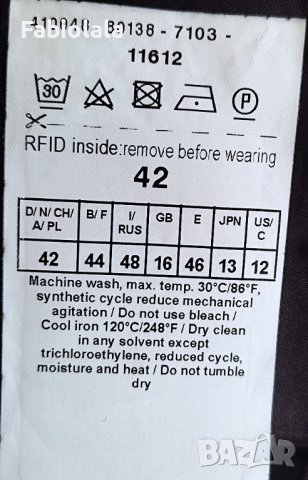 Fabiolala
80138 - 7103 -
11612
30
P
RFID inside:remove before wearing
42
D/ N/ CH/ A/ PL B/ F I/ RUS GB E JPN US/ C
42 44 48 16 46 13 12
Machine wash, max. temp. 30°C/86°F,
synthetic cycle reduce mechanical
agitation / Do not use bleach /
Cool iron 120°C/248°F / Dry clean
in any solvent except
trichloroethylene, reduced cycle,
moisture and heat / Do not tumble
dry
BAZAR